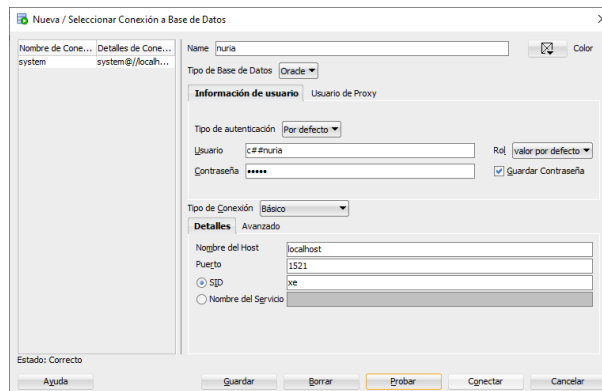 Nueva / Seleccionar Conexión a Base de Datos
Nombre de Cone... Detalles de Cone...
system system@//localh...
Name nuria Color
Tipo de Base de Datos Oracle
Información de usuario Usuario de Proxy
Tipo de autenticación Por defecto
Usuario c##nuria Rol valor por defecto
Contraseña ••••• Guardar Contraseña
Tipo de Conexión Básico
Detalles Avanzado
Nombre del Host localhost
Puerto 1521
SID xe
Nombre del Servicio
Estado: Correcto
Ayuda Guardar Borrar Probar Conectar Cancelar